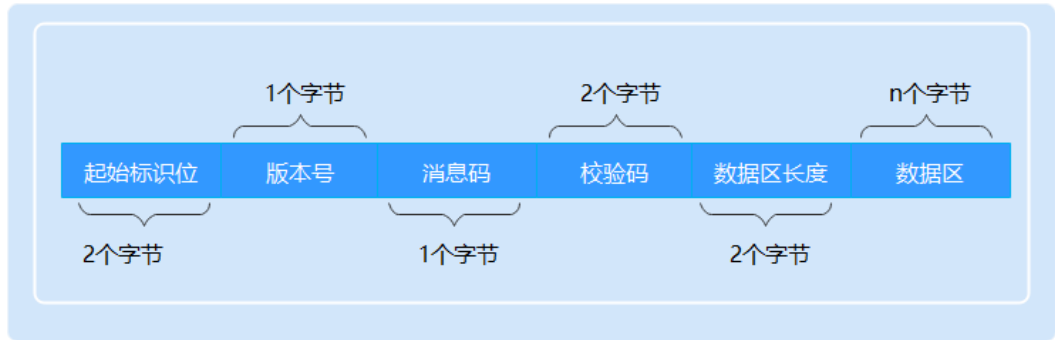 1个字节 2个字节 n个字节
起始标识位 版本号 消息码 校验码 数据区长度 数据区
2个字节 1个字节 2个字节